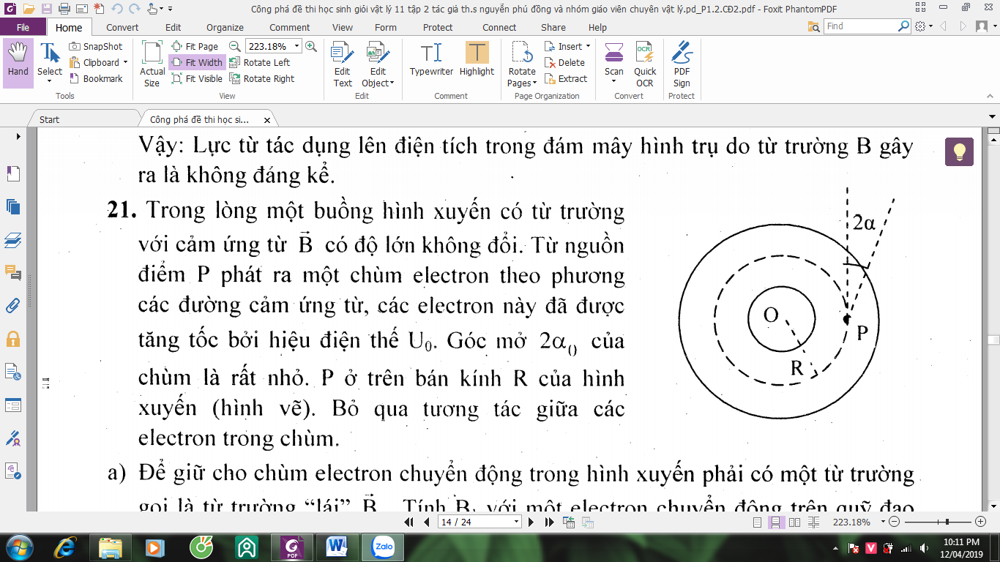 Công phá đề thi học sinh giỏi vật lý 11 tập 2 tác giả th.s nguyễn phú đồng và nhóm giáo viên chuyên vật lý.pd_P1.2.CĐ2.pdf - Foxit PhantomPDF
File Home Convert Edit Organize Comment View Form Protect Connect Share Help Find
Hand
Select
SnapShot
Clipboard
Bookmark
Tools
Actual Size
Fit Page
Fit Width
Fit Visible
223.18%
Rotate Left
Rotate Right
View
Edit Text
Edit Object
Edit
Typewriter
Highlight
Comment
Rotate Pages
Insert
Delete
Extract
Page Organization
Scan
Quick OCR
Convert
PDF Sign
Protect
Start
Công phá đề thi học si...
Vậy: Lực từ tác dụng lên điện tích trong đám mây hình trụ do từ trường B gây
ra là không đáng kể.
21. Trong lòng một buồng hình xuyến có từ trường
với cảm ứng từ B⃗ có độ lớn không đổi. Từ nguồn
điểm P phát ra một chùm electron theo phương
các đường cảm ứng từ, các electron này đã được
tăng tốc bởi hiệu điện thế U₀. Góc mở 2α₀ của
chùm là rất nhỏ. P ở trên bán kính R của hình
xuyến (hình vẽ). Bỏ qua tương tác giữa các
electron trong chùm.
2α
O
P
R
a) Để giữ cho chùm electron chuyển động trong hình xuyến phải có một từ trường
gọi là từ trường "lái" B⃗ . Tính B₁ với một electron chuyển động trên quỹ đạo
14 / 24
223.18%
PDF
Zalo
10:11 PM
12/04/2019